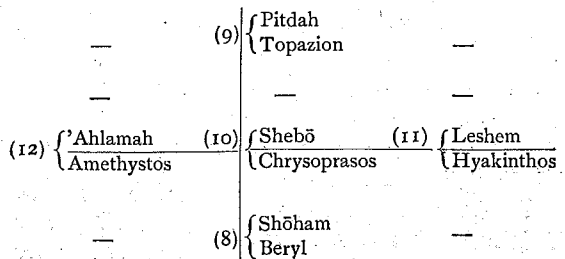 (9) { Pitdah
— Topazion —
— — —
(12) { 'Ahlamah (10) { Shebō (11) { Leshem
Amethystos Chrysoprasos Hyakinthos
(8) { Shōham
— Beryl —